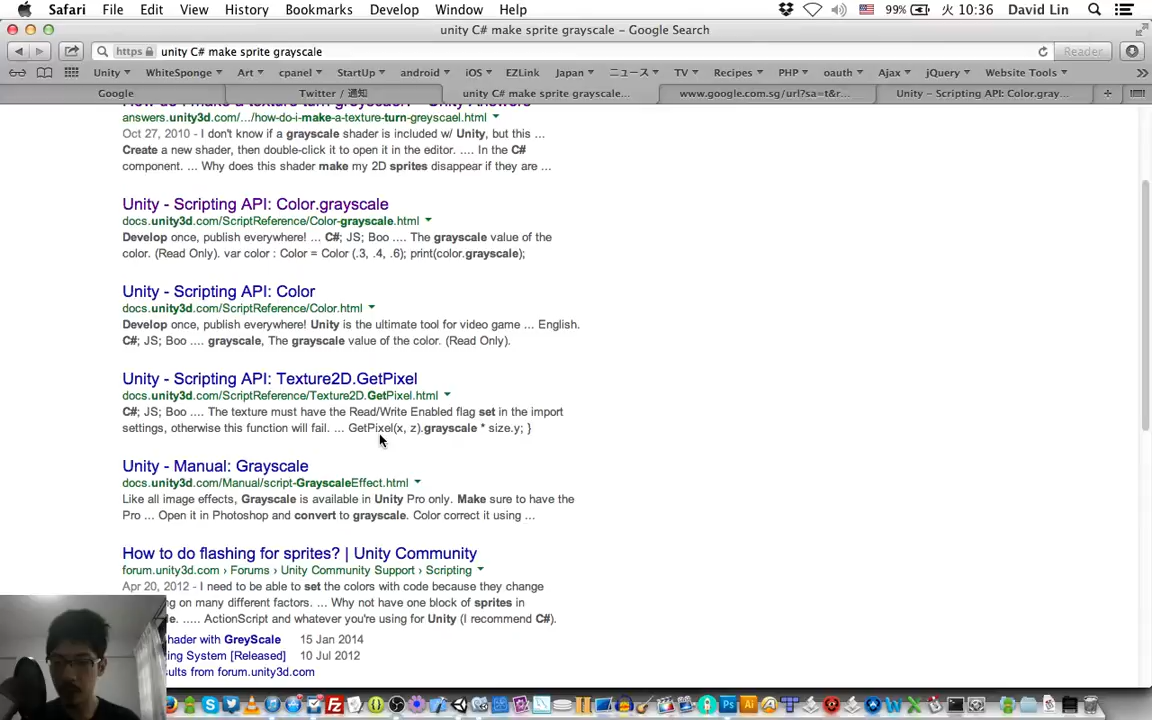 Safari File Edit View History Bookmarks Develop Window Help 99% 火 10:36 David Lin
unity C# make sprite grayscale – Google Search
https unity C# make sprite grayscale Reader
Unity WhiteSponge Art cpanel StartUp android iOS EZLink Japan ニュース TV Recipes PHP oauth Ajax jQuery Website Tools
Google Twitter / 通知 unity C# make sprite grayscale... www.google.com.sg/url?sa=t&r... Unity – Scripting API: Color.gray...
How do I make a texture turn greyscale? - Unity Answers
answers.unity3d.com/.../how-do-i-make-a-texture-turn-greyscael.html
Oct 27, 2010 - I don't know if a grayscale shader is included w/ Unity, but this ...
Create a new shader, then double-click it to open it in the editor. .... In the C#
component. ... Why does this shader make my 2D sprites disappear if they are ...
Unity - Scripting API: Color.grayscale
docs.unity3d.com/ScriptReference/Color-grayscale.html
Develop once, publish everywhere! ... C#; JS; Boo .... The grayscale value of the
color. (Read Only). var color : Color = Color (.3, .4, .6); print(color.grayscale);
Unity - Scripting API: Color
docs.unity3d.com/ScriptReference/Color.html
Develop once, publish everywhere! Unity is the ultimate tool for video game ... English.
C#; JS; Boo .... grayscale, The grayscale value of the color. (Read Only).
Unity - Scripting API: Texture2D.GetPixel
docs.unity3d.com/ScriptReference/Texture2D.GetPixel.html
C#; JS; Boo .... The texture must have the Read/Write Enabled flag set in the import
settings, otherwise this function will fail. ... GetPixel(x, z).grayscale * size.y; }
Unity - Manual: Grayscale
docs.unity3d.com/Manual/script-GrayscaleEffect.html
Like all image effects, Grayscale is available in Unity Pro only. Make sure to have the
Pro ... Open it in Photoshop and convert to grayscale. Color correct it using ...
How to do flashing for sprites? | Unity Community
forum.unity3d.com › Forums › Unity Community Support › Scripting
Apr 20, 2012 - I need to be able to set the colors with code because they change
on many different factors. ... Why not have one block of sprites in
..... ActionScript and whatever you're using for Unity (I recommend C#).
with GreyScale 15 Jan 2014
System [Released] 10 Jul 2012
from forum.unity3d.com